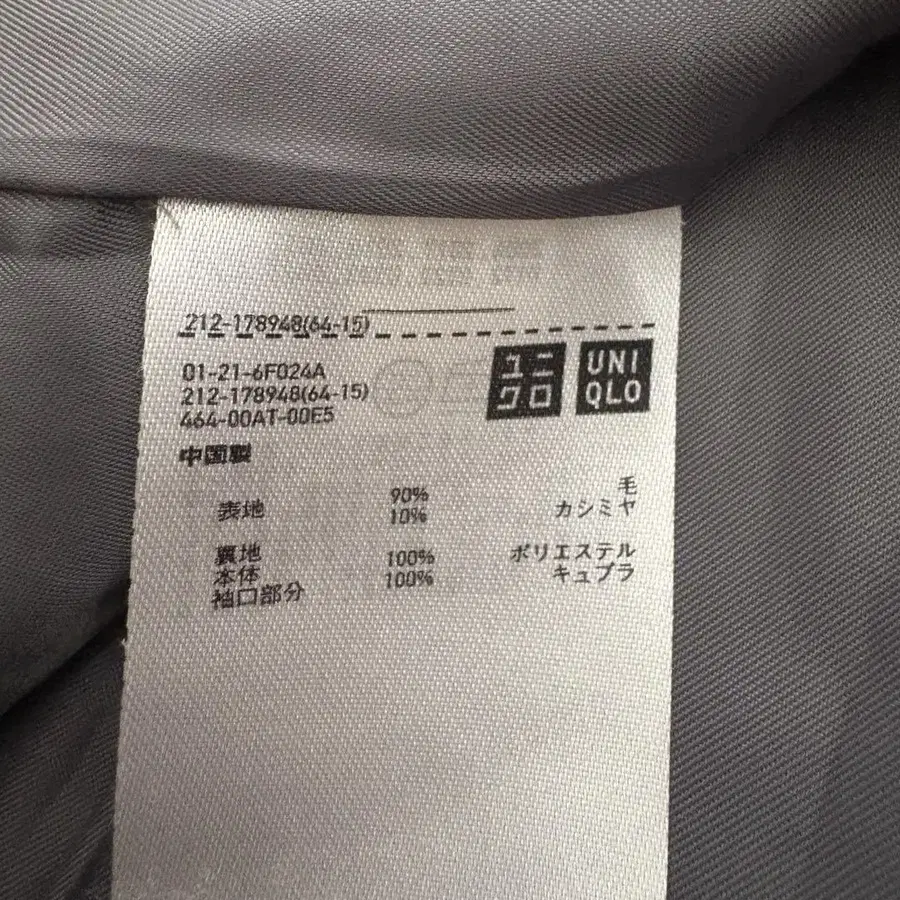 212-178948(64-15)
ユニ
クロ
UNI
QLO
01-21-6F024A
212-178948(64-15)
464-00AT-00E5
中国製
表地 90% 毛
10% カシミヤ
裏地
本体 100% ポリエステル
袖口部分 100% キュプラ